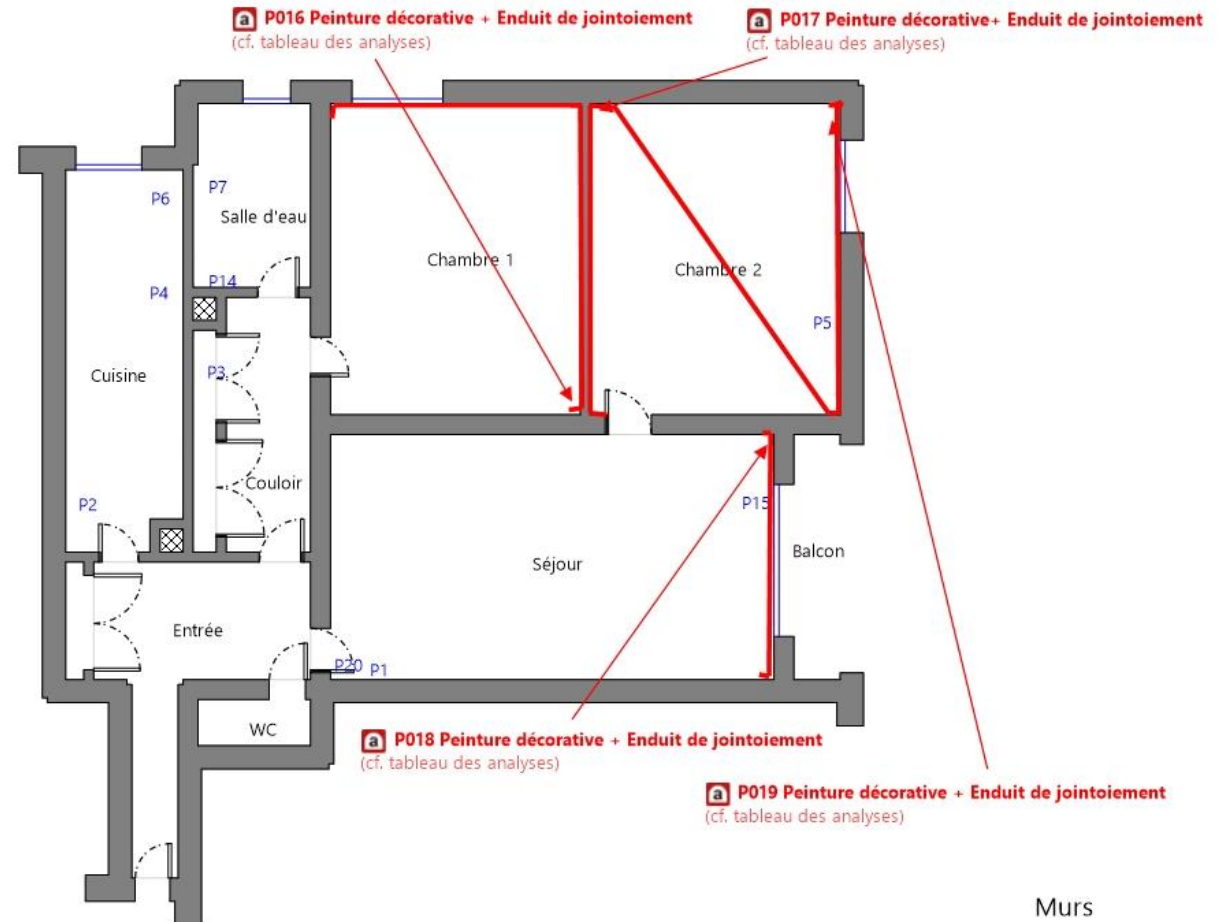 a P016 Peinture décorative + Enduit de jointoiement
(cf. tableau des analyses)
a P017 Peinture décorative+ Enduit de jointoiement
(cf. tableau des analyses)
P6
P7
Salle d'eau
Chambre 1
Chambre 2
P14
P4
P5
Cuisine
P3
Couloir
P2
P15
Balcon
Séjour
Entrée
P20
P1
WC
a P018 Peinture décorative + Enduit de jointoiement
(cf. tableau des analyses)
a P019 Peinture décorative + Enduit de jointoiement
(cf. tableau des analyses)
Murs